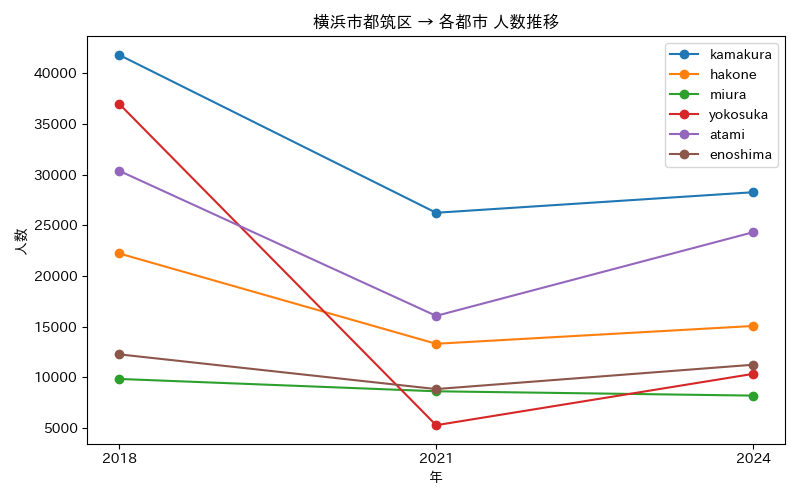 横浜市都筑区 → 各都市 人数推移
kamakura
hakone
miura
yokosuka
atami
enoshima
40000
35000
30000
25000
20000
15000
10000
5000
人数
2018
2021
2024
年